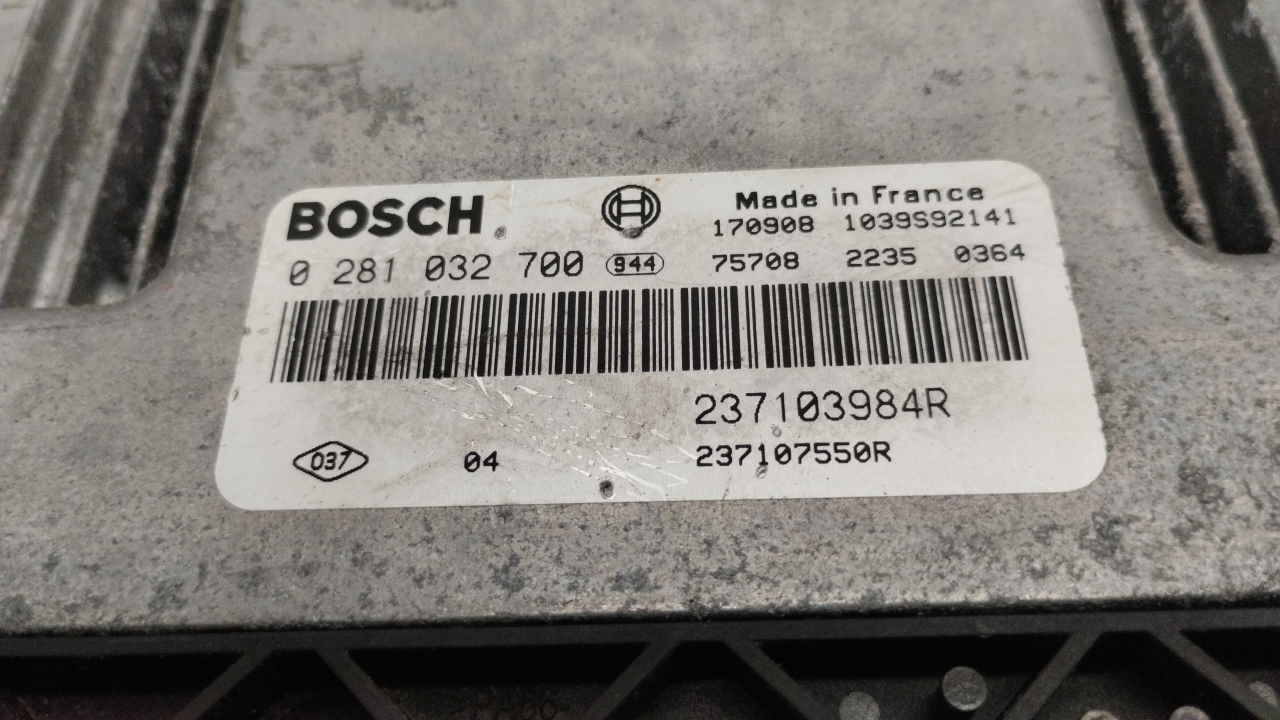 BOSCH
Made in France
170908 1039S92141
0 281 032 700 944
75708 2235 0364
237103984R
037 04 237107550R